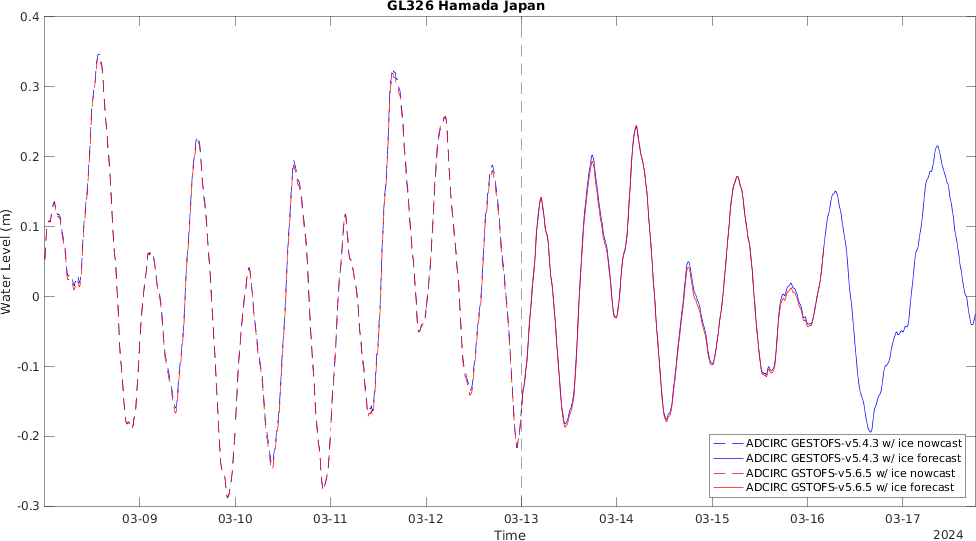 GL326 Hamada Japan
0.4
0.3
0.2
0.1
0
-0.1
-0.2
-0.3
Water Level (m)
ADCIRC GESTOFS-v5.4.3 w/ ice nowcast
ADCIRC GESTOFS-v5.4.3 w/ ice forecast
ADCIRC GSTOFS-v5.6.5 w/ ice nowcast
ADCIRC GSTOFS-v5.6.5 w/ ice forecast
03-09 03-10 03-11 03-12 03-13 03-14 03-15 03-16 03-17
Time
2024